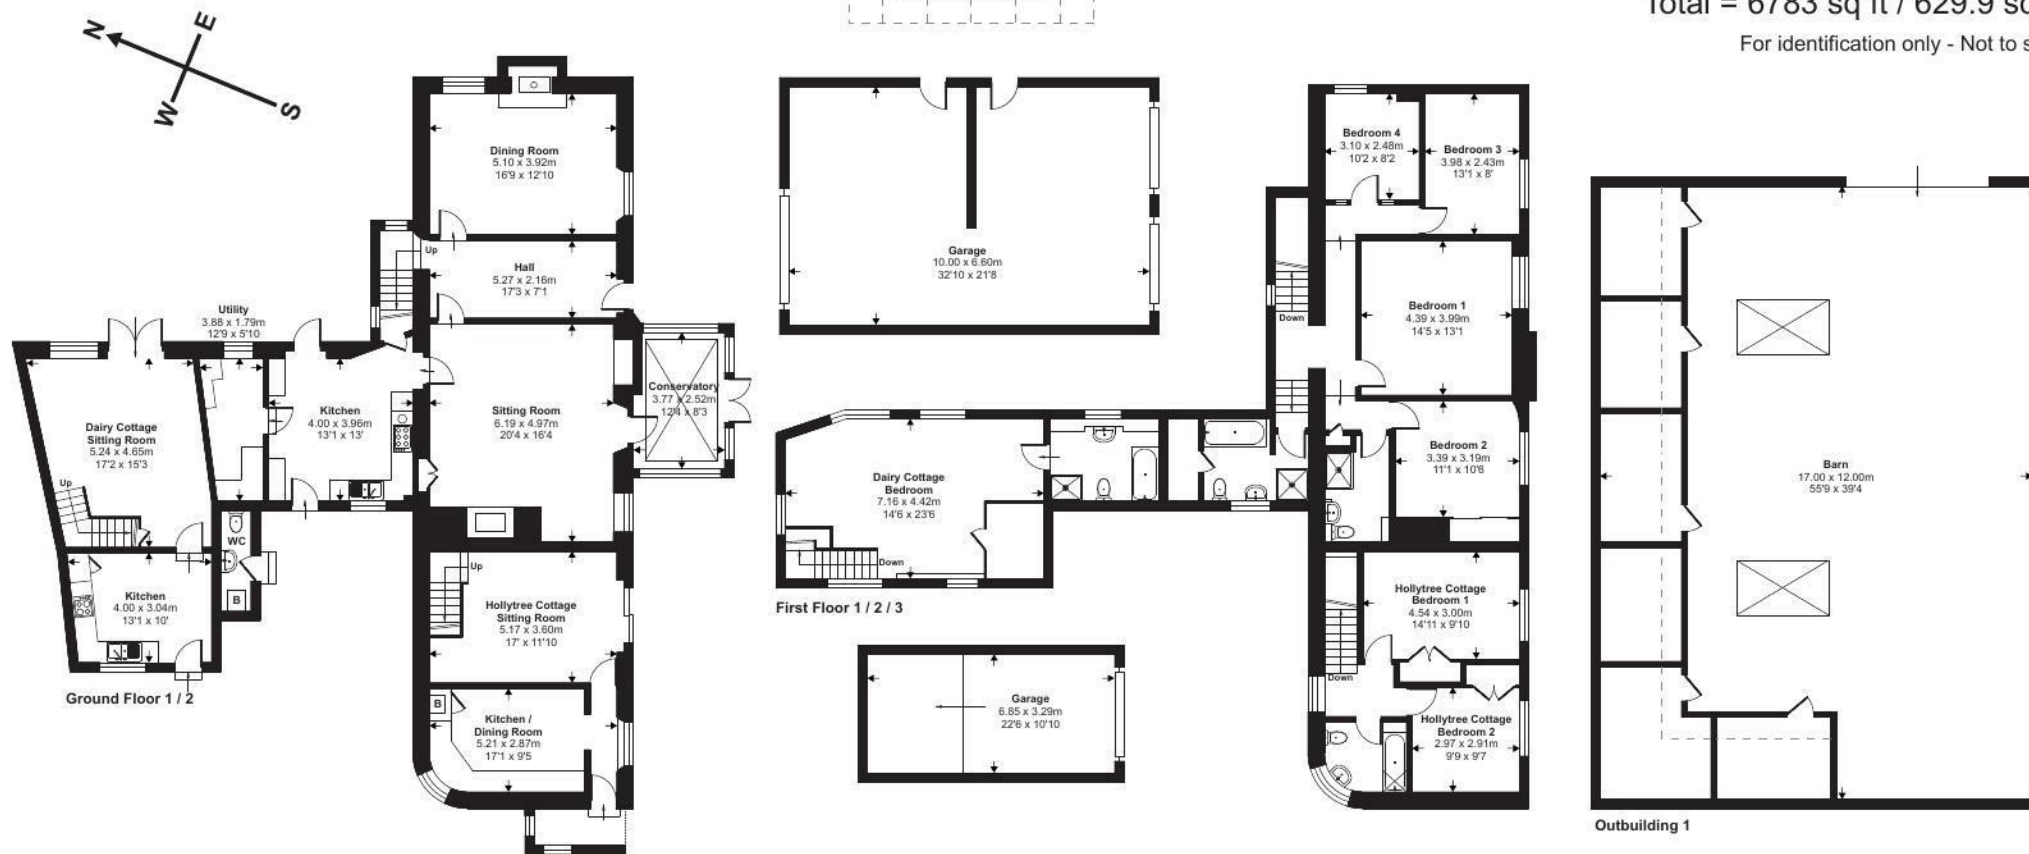 Total = 6783 sq ft / 629.9 sq
For identification only - Not to s
N
E
W
S
Dining Room
5.10 x 3.92m
16'9 x 12'10
Up
Hall
5.27 x 2.16m
17'3 x 7'1
Utility
3.88 x 1.79m
12'9 x 5'10
Kitchen
4.00 x 3.96m
13'1 x 13'
Sitting Room
6.19 x 4.97m
20'4 x 16'4
Conservatory
3.77 x 2.52m
12'4 x 8'3
Dairy Cottage
Sitting Room
5.24 x 4.65m
17'2 x 15'3
Up
WC
B
Kitchen
4.00 x 3.04m
13'1 x 10'
Up
Hollytree Cottage
Sitting Room
5.17 x 3.60m
17' x 11'10
B
Kitchen /
Dining Room
5.21 x 2.87m
17'1 x 9'5
Ground Floor 1 / 2
Garage
10.00 x 6.60m
32'10 x 21'8
Dairy Cottage
Bedroom
7.16 x 4.42m
14'6 x 23'6
Down
First Floor 1 / 2 / 3
Garage
6.85 x 3.29m
22'6 x 10'10
Bedroom 4
3.10 x 2.48m
10'2 x 8'2
Bedroom 3
3.98 x 2.43m
13'1 x 8'
Down
Bedroom 1
4.39 x 3.99m
14'5 x 13'1
Bedroom 2
3.39 x 3.19m
11'1 x 10'6
Hollytree Cottage
Bedroom 1
4.54 x 3.00m
14'11 x 9'10
Down
Hollytree Cottage
Bedroom 2
2.97 x 2.91m
9'9 x 9'7
Barn
17.00 x 12.00m
55'9 x 39'4
Outbuilding 1